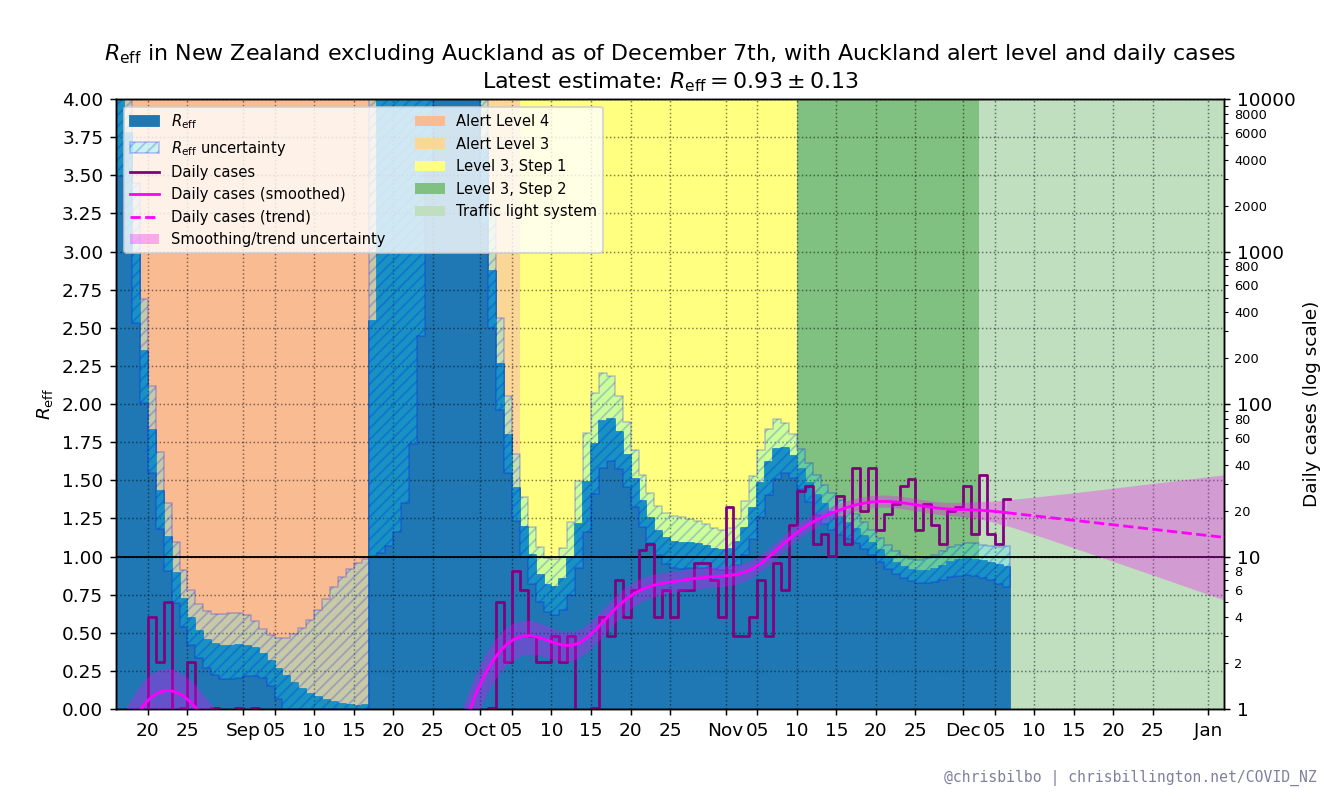 R_eff in New Zealand excluding Auckland as of December 7th, with Auckland alert level and daily cases
Latest estimate: R_eff = 0.93 ± 0.13
R_eff
R_eff uncertainty
Daily cases
Daily cases (smoothed)
Daily cases (trend)
Smoothing/trend uncertainty
Alert Level 4
Alert Level 3
Level 3, Step 1
Level 3, Step 2
Traffic light system
R_eff
4.00
3.75
3.50
3.25
3.00
2.75
2.50
2.25
2.00
1.75
1.50
1.25
1.00
0.75
0.50
0.25
0.00
10000
8000
6000
4000
2000
1000
800
600
400
200
100
80
60
40
20
10
8
6
4
2
1
Daily cases (log scale)
20 25 Sep 05 10 15 20 25 Oct 05 10 15 20 25 Nov 05 10 15 20 25 Dec 05 10 15 20 25 Jan
@chrisbilbo | chrisbillington.net/COVID_NZ